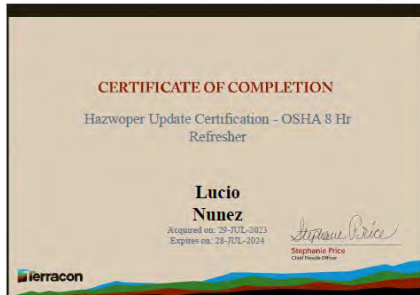 CERTIFICATE OF COMPLETION
Hazwoper Update Certification - OSHA 8 Hr
Refresher
Lucio
Nunez
Acquired on: 29-JUL-2023
Expires on: 28-JUL-2024
Stephanie Price
Stephanie Price
Chief People Officer
Terracon